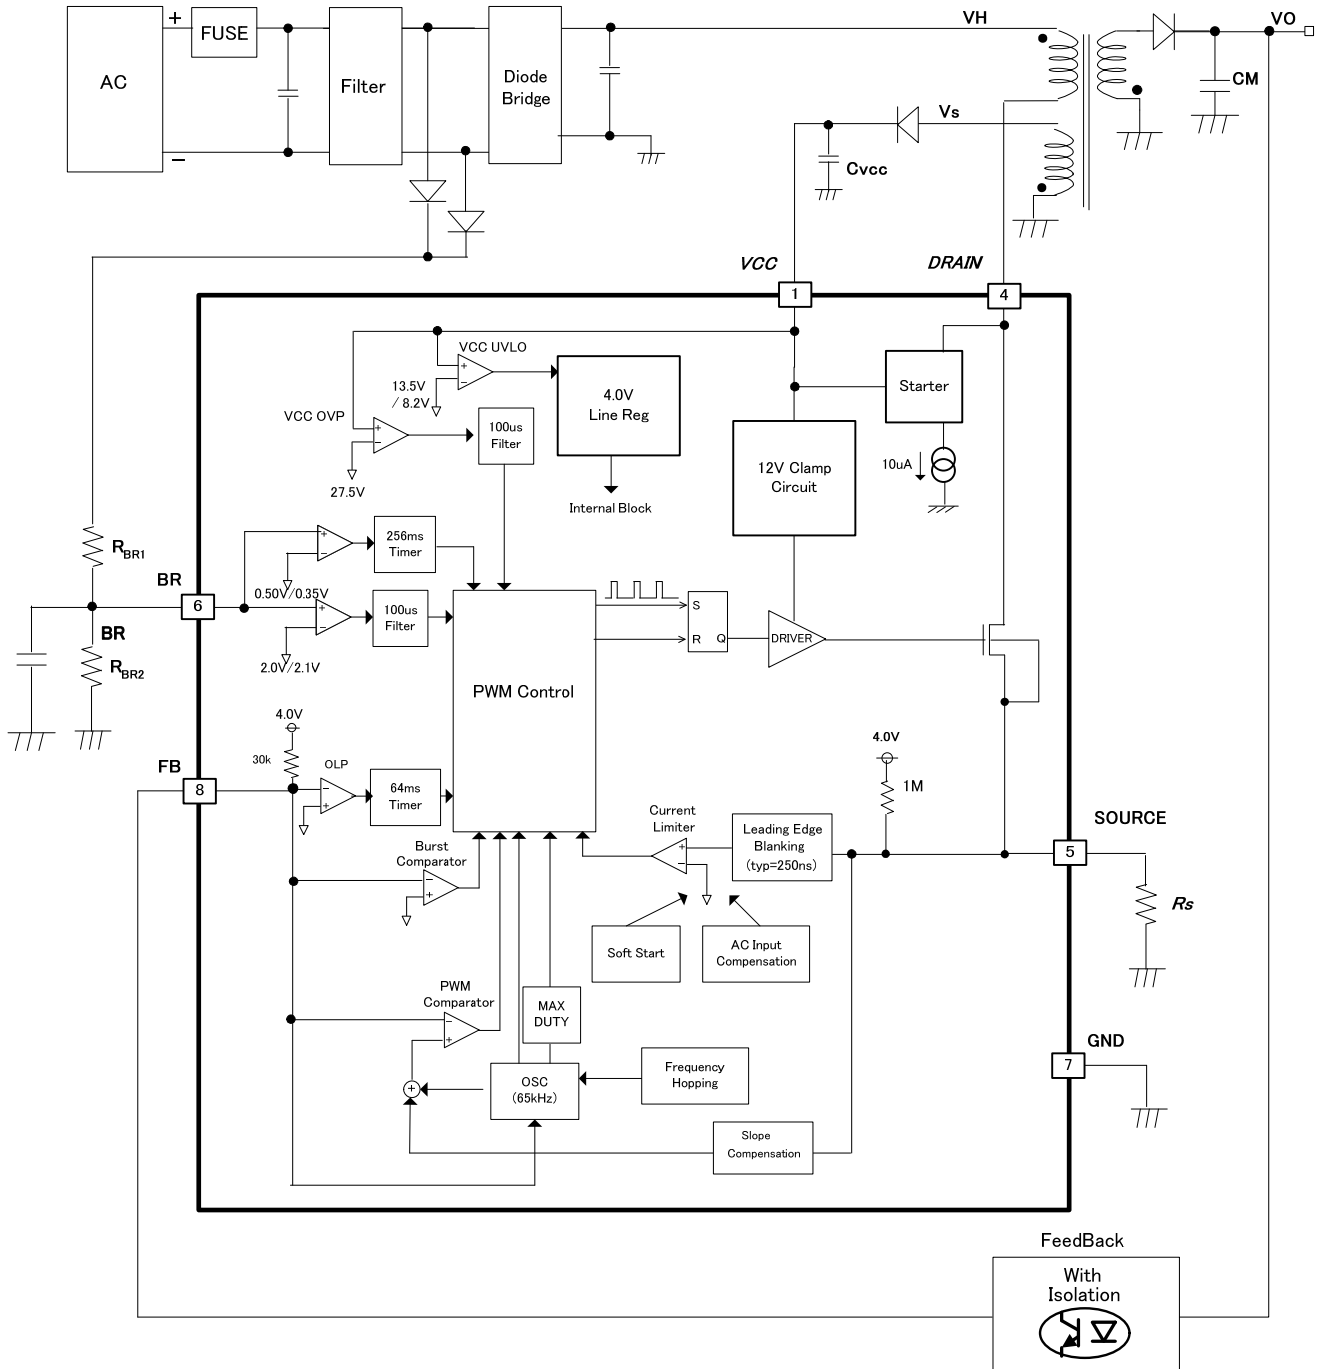 VH
VO
+
FUSE
AC
Filter
Diode
Bridge
CM
Vs
−
Cvcc
VCC
DRAIN
1
4
VCC UVLO
13.5V
/ 8.2V
4.0V
Line Reg
Starter
VCC OVP
100us
Filter
12V Clamp
Circuit
10uA
27.5V
Internal Block
256ms
Timer
RBR1
BR
0.50V/0.35V
6
100us
Filter
S
R
Q
DRIVER
BR
RBR2
2.0V/2.1V
PWM Control
4.0V
4.0V
30k
OLP
FB
8
64ms
Timer
1M
Current
Limiter
Leading Edge
Blanking
(typ=250ns)
SOURCE
5
Burst
Comparator
Rs
Soft Start
AC Input
Compensation
PWM
Comparator
MAX
DUTY
GND
7
OSC
(65kHz)
Frequency
Hopping
Slope
Compensation
FeedBack
With
Isolation